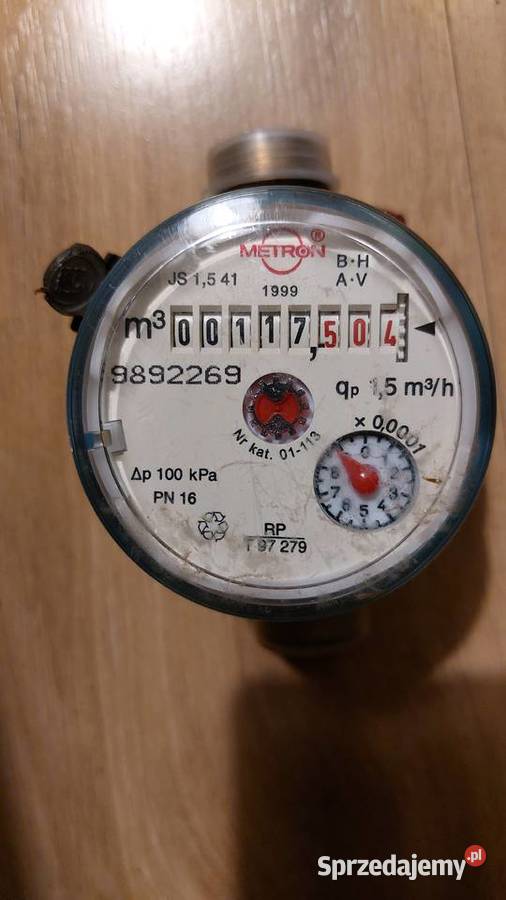 METRON®
B·H
JS 1,5 41
A·V
1999
m³ 00117,504
9892269
qp 1,5 m³/h
Nr kat. 01-113
x 0,0001
Δp 100 kPa
PN 16
RP
T 97 279
Sprzedajemy.pl